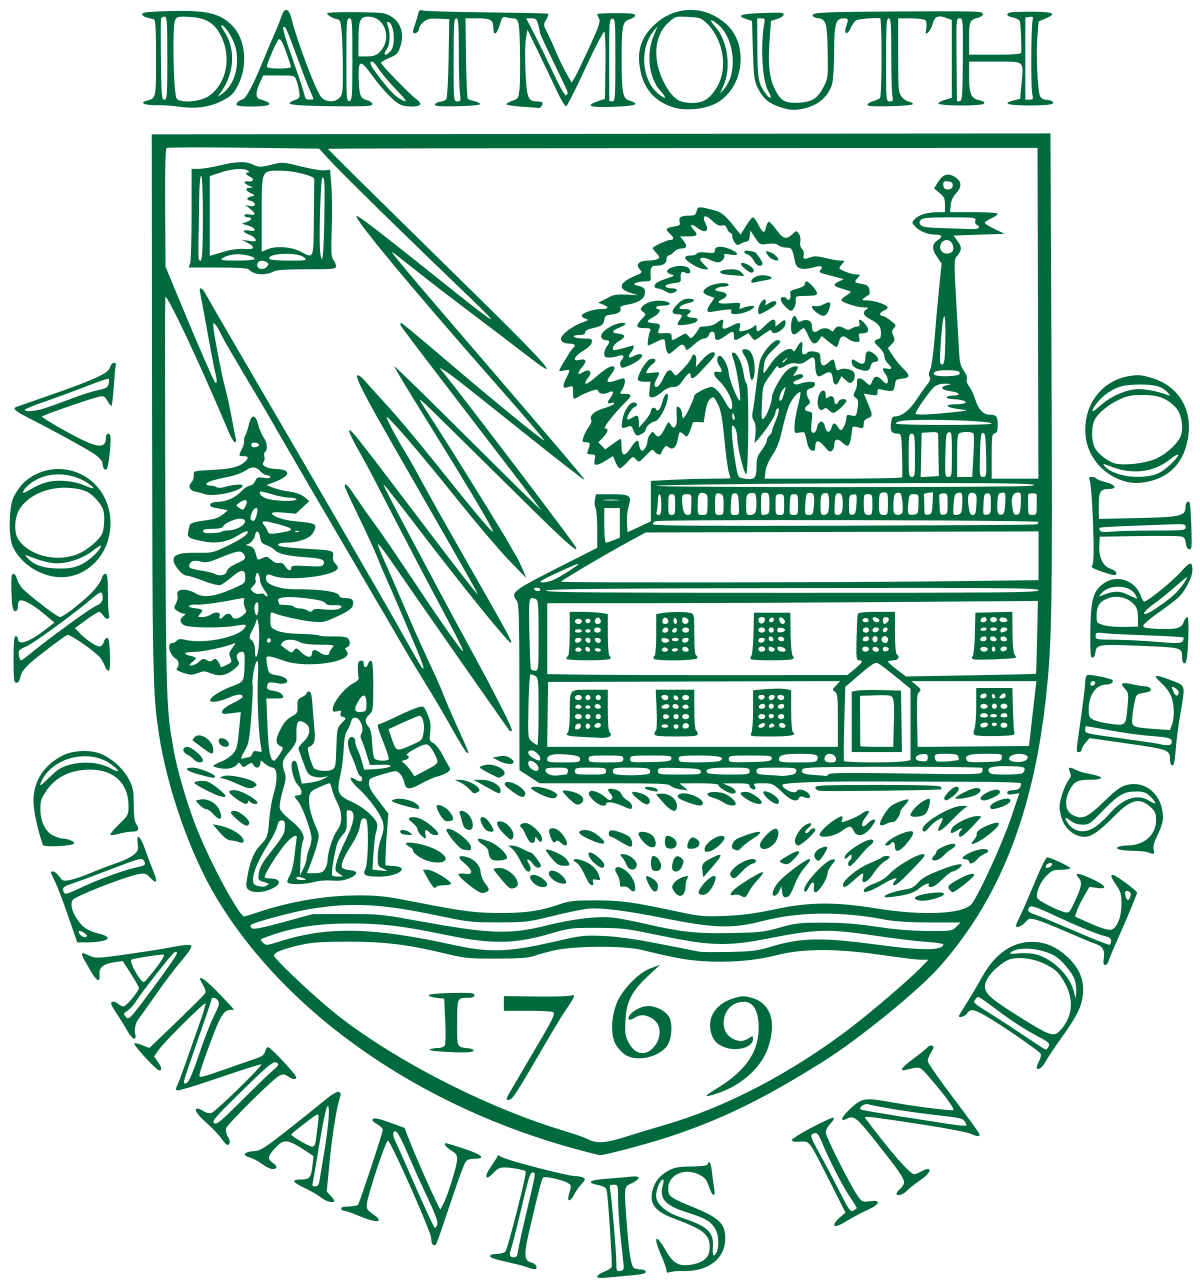 DARTMOUTH
VOX CLAMANTIS IN DESERTO
1769